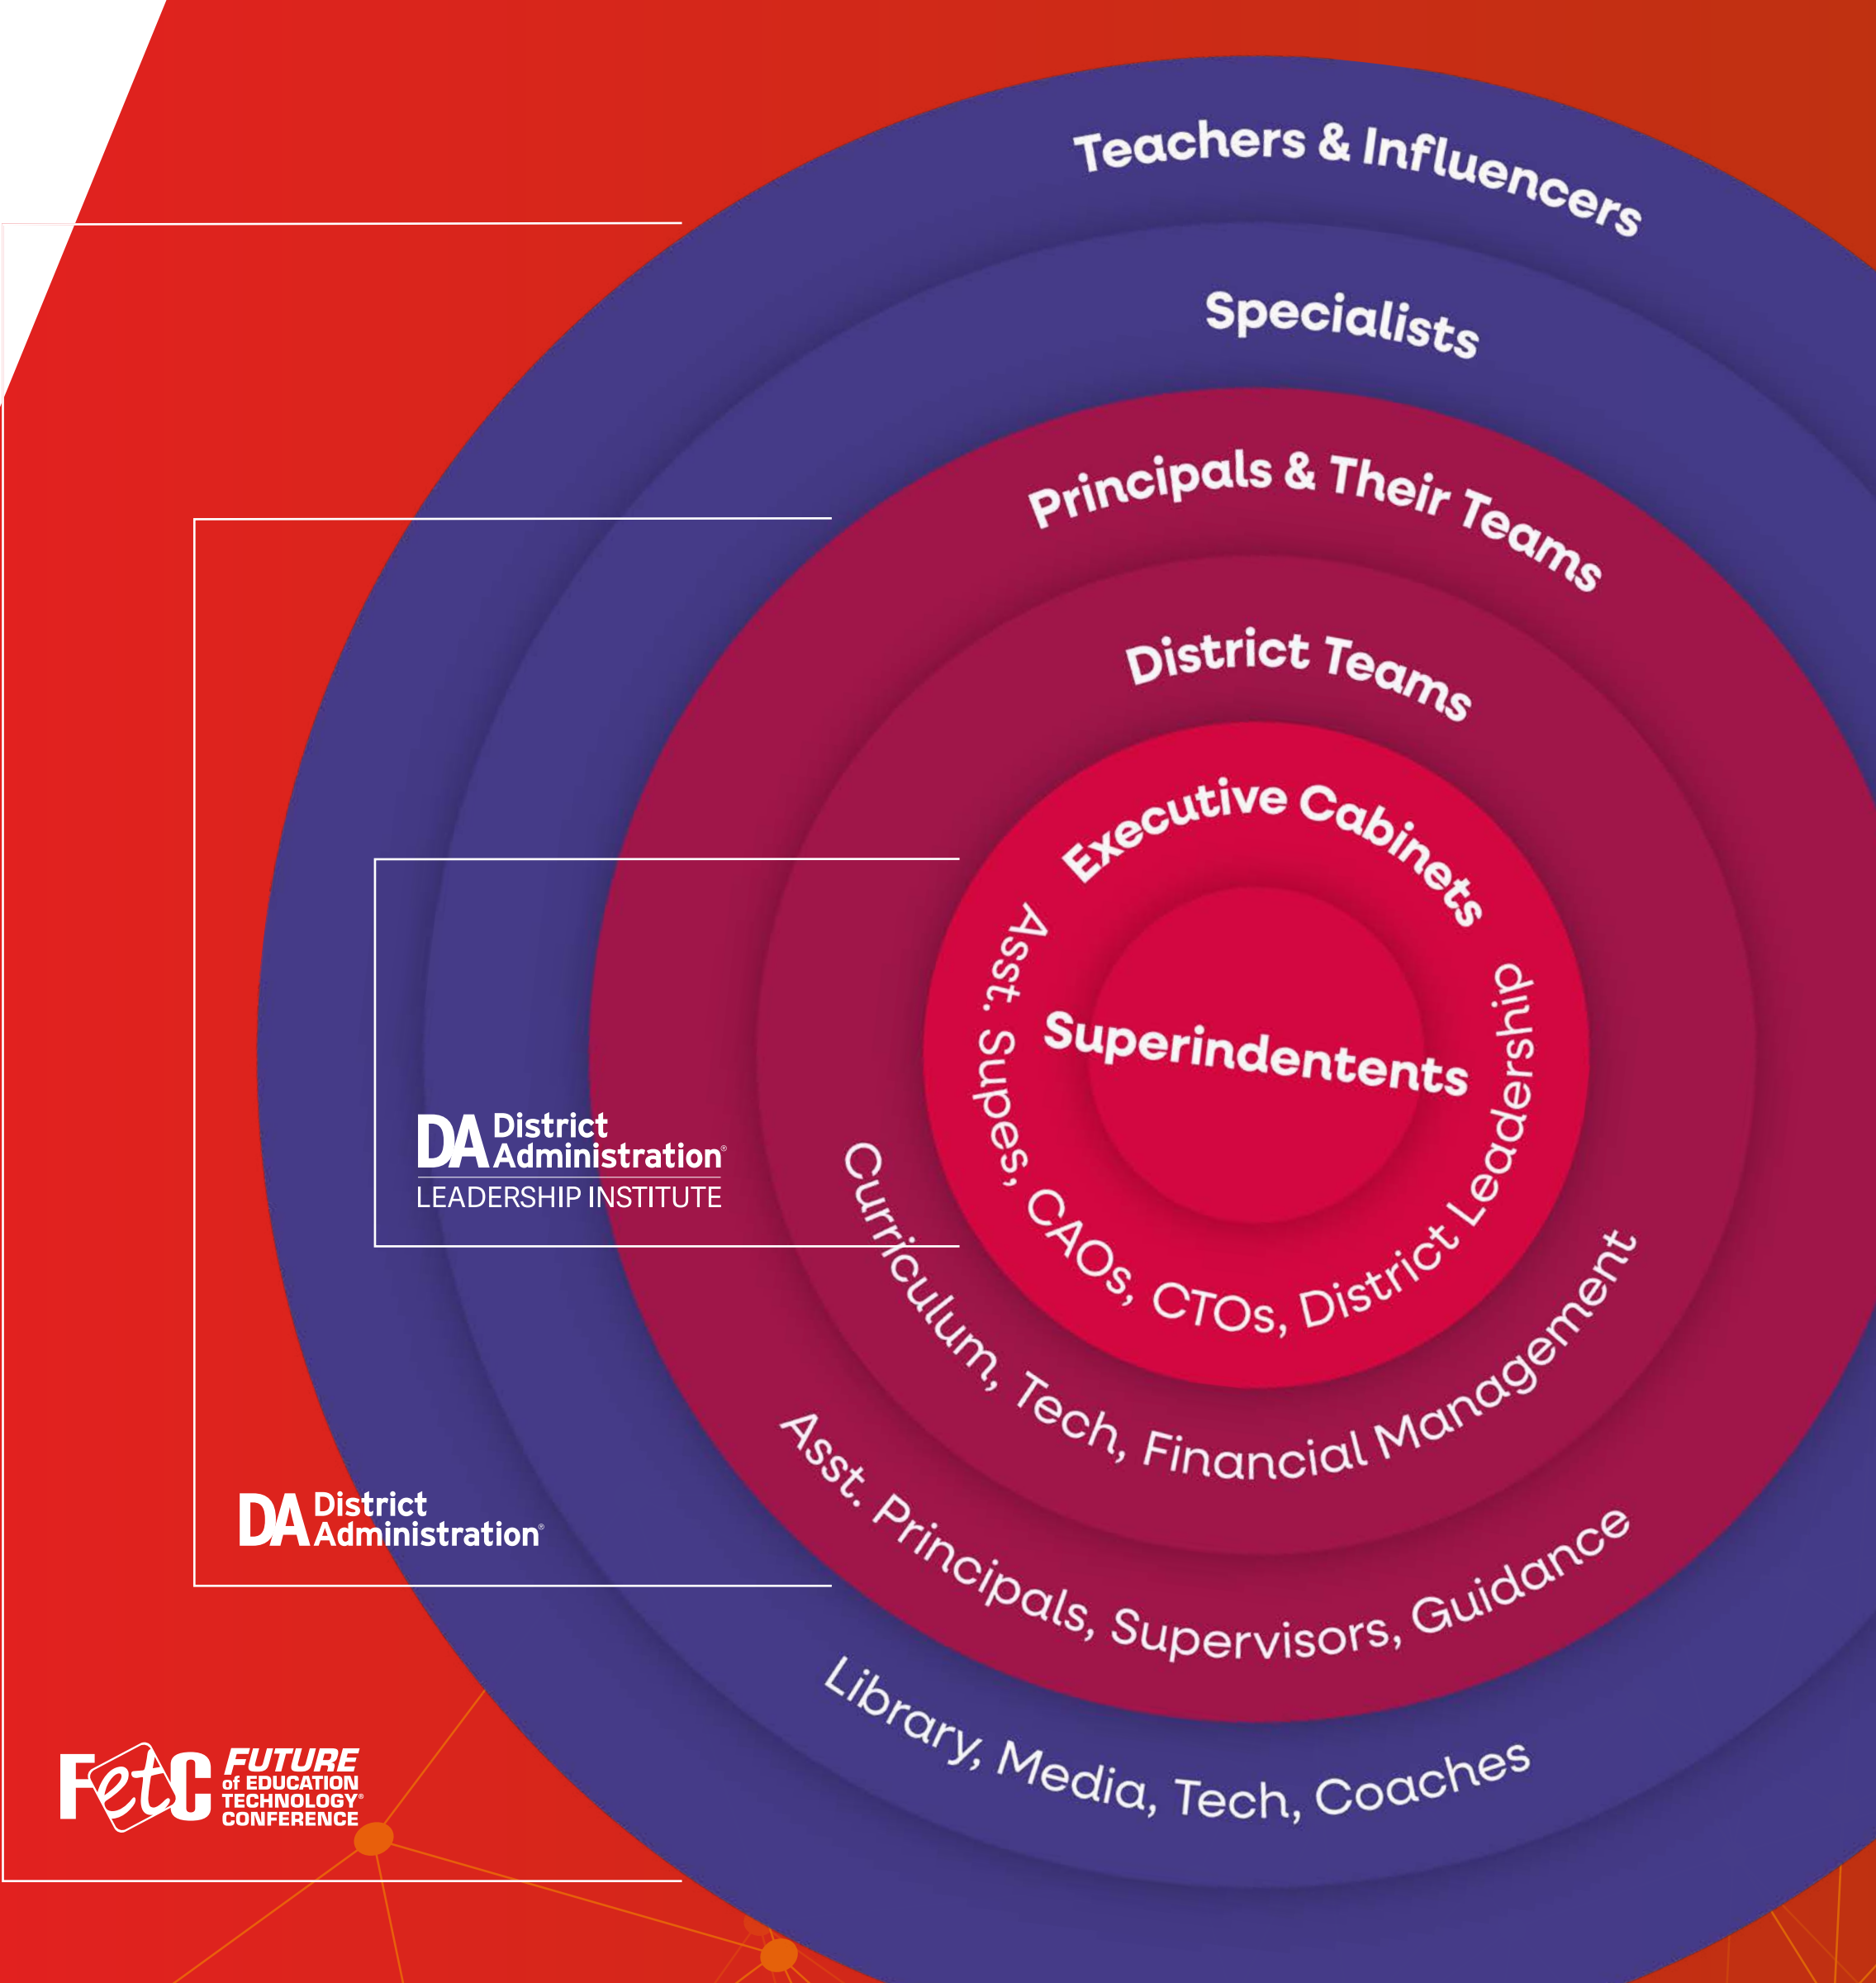 Teachers & Influencers
Specialists
Principals & Their Teams
District Teams
Executive Cabinets
Superindentents
Asst. Supes, CAOs, CTOs, District Leadership
Curriculum, Tech, Financial Management
Asst. Principals, Supervisors, Guidance
Library, Media, Tech, Coaches
DA District
Administration®
LEADERSHIP INSTITUTE
DA District
Administration®
FetC FUTURE
of EDUCATION
TECHNOLOGY®
CONFERENCE